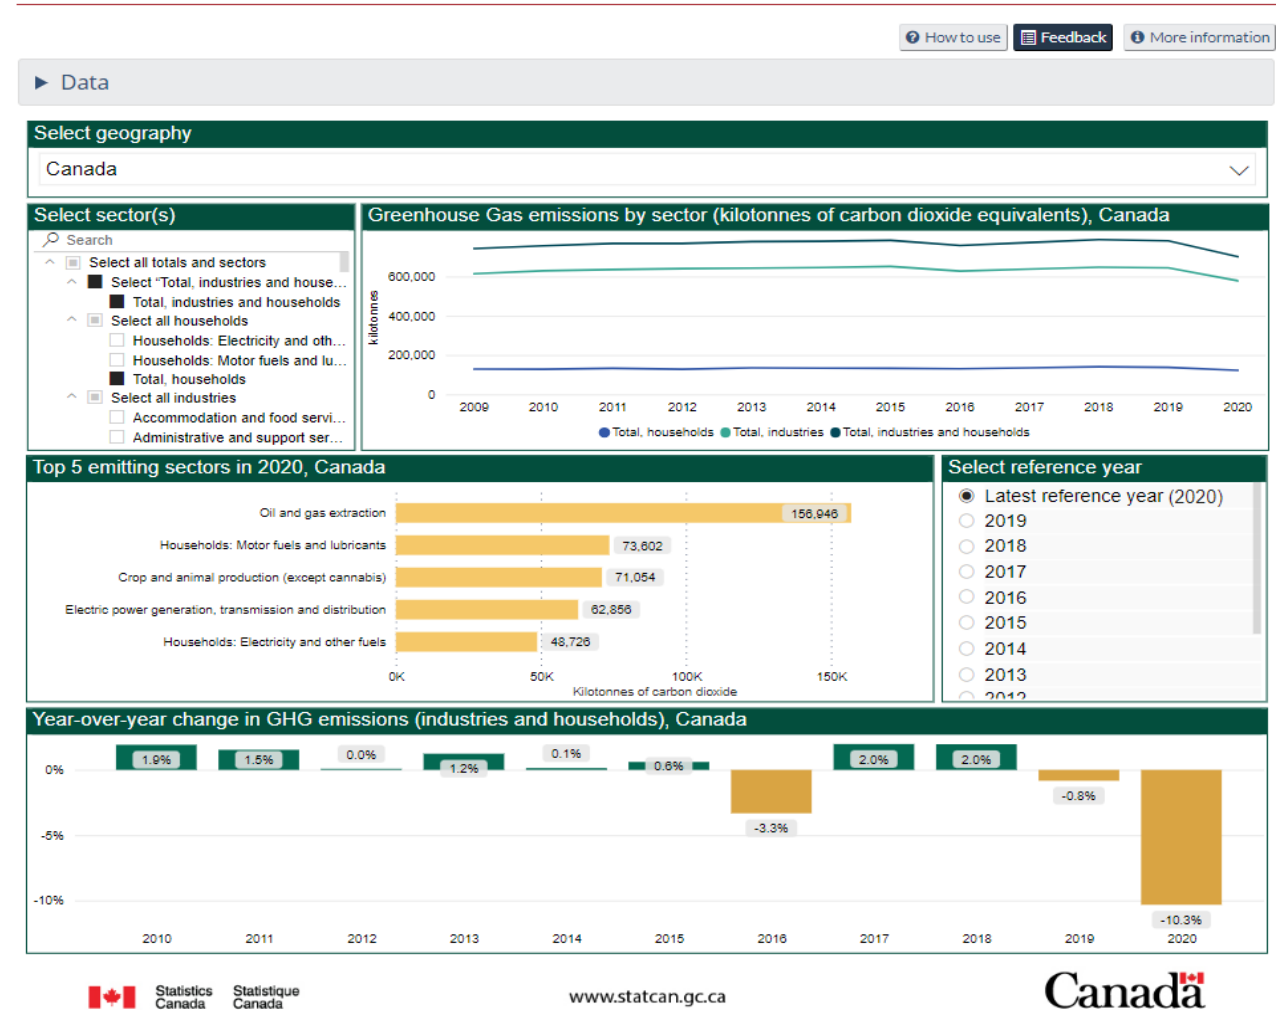 How to use
Feedback
More information
Data
Select geography
Canada
Select sector(s)
Search
Select all totals and sectors
Select "Total, industries and house...
Total, industries and households
Select all households
Households: Electricity and oth...
Households: Motor fuels and lu...
Total, households
Select all industries
Accommodation and food servi...
Administrative and support ser...
Greenhouse Gas emissions by sector (kilotonnes of carbon dioxide equivalents), Canada
kilotonnes
600,000
400,000
200,000
0
2009 2010 2011 2012 2013 2014 2015 2016 2017 2018 2019 2020
Total, households Total, industries Total, industries and households
Top 5 emitting sectors in 2020, Canada
Oil and gas extraction 156,946
Households: Motor fuels and lubricants 73,602
Crop and animal production (except cannabis) 71,054
Electric power generation, transmission and distribution 62,856
Households: Electricity and other fuels 48,726
0K 50K 100K 150K
Kilotonnes of carbon dioxide
Select reference year
Latest reference year (2020)
2019
2018
2017
2016
2015
2014
2013
2012
Year-over-year change in GHG emissions (industries and households), Canada
1.9% 1.5% 0.0% 1.2% 0.1% 0.6% -3.3% 2.0% 2.0% -0.8% -10.3%
0%
-5%
-10%
2010 2011 2012 2013 2014 2015 2016 2017 2018 2019 2020
Statistics Canada
Statistique Canada
www.statcan.gc.ca
Canada